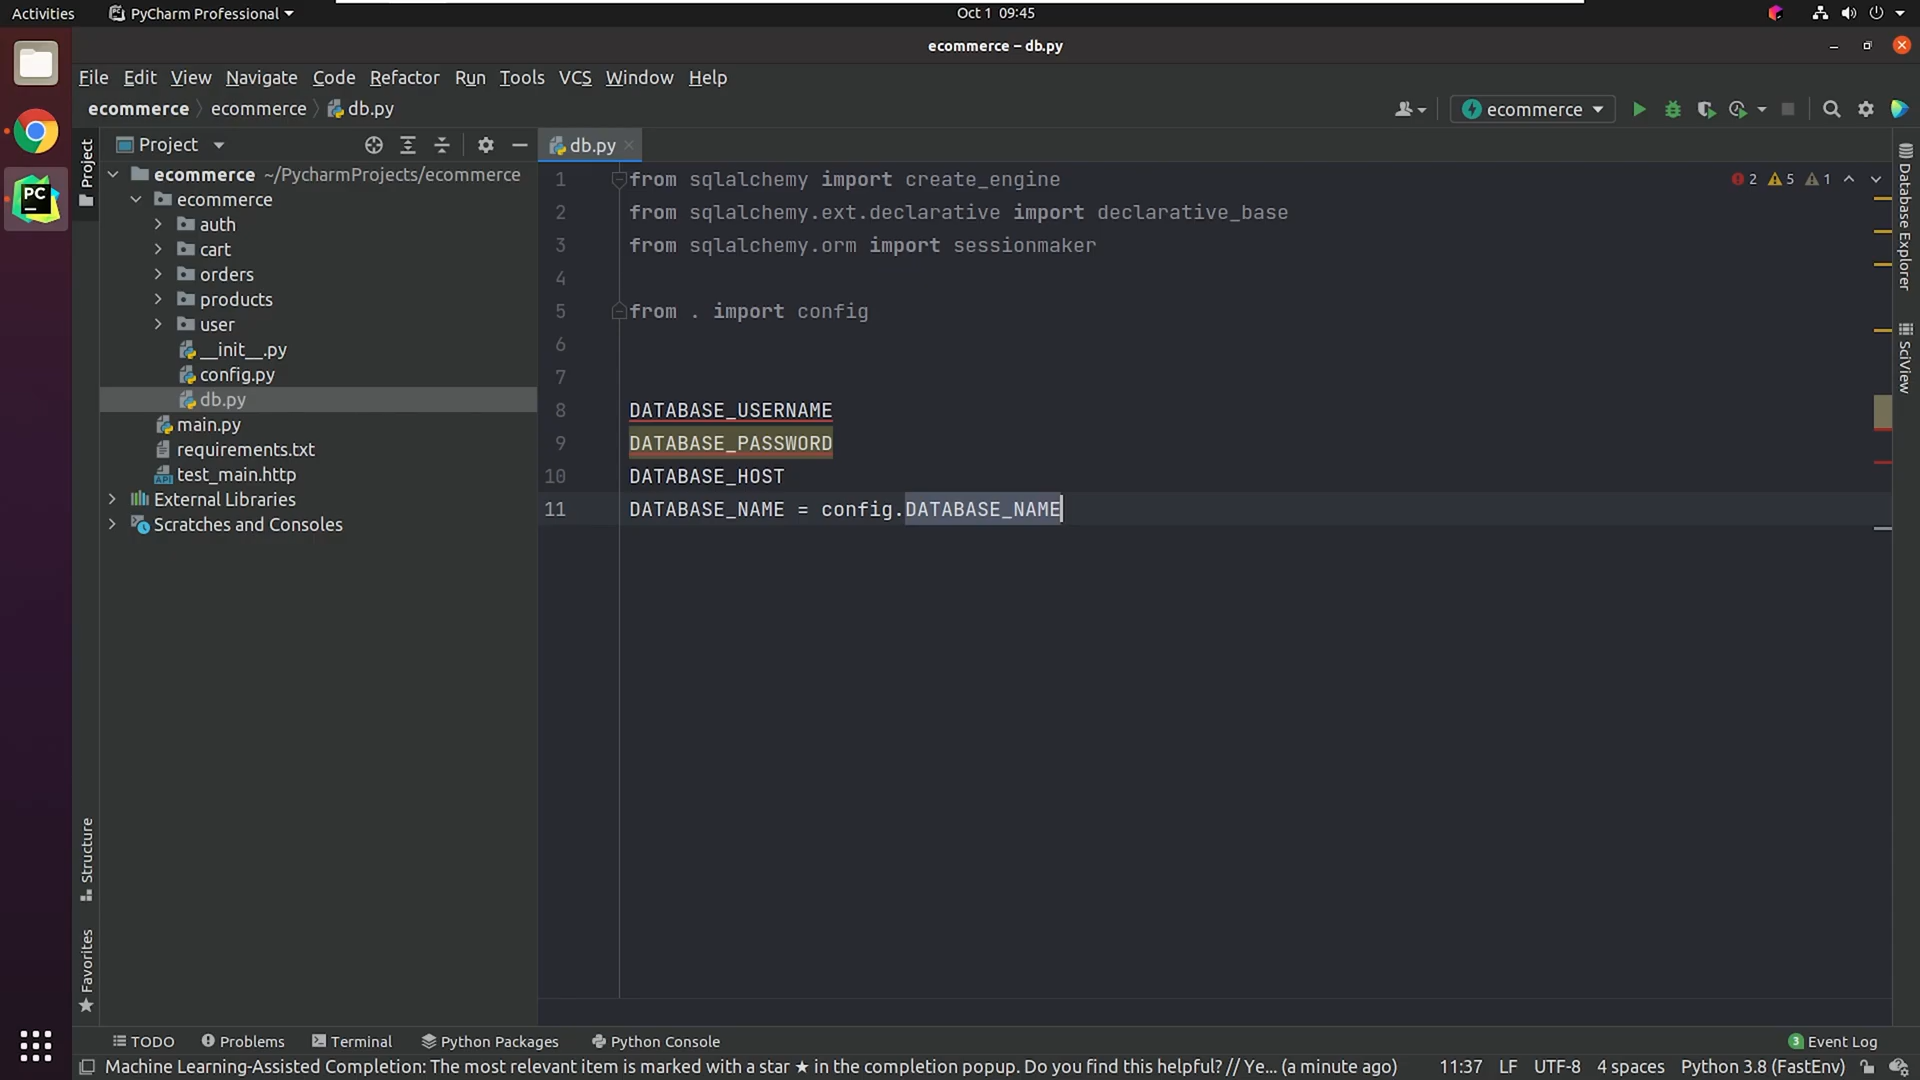 Activities
PyCharm Professional
Oct 1 09:45
ecommerce – db.py
File Edit View Navigate Code Refactor Run Tools VCS Window Help
ecommerce ecommerce db.py
ecommerce
Project
db.py
Project
ecommerce ~/PycharmProjects/ecommerce
ecommerce
auth
cart
orders
products
user
__init__.py
config.py
db.py
main.py
requirements.txt
API
test_main.http
External Libraries
Scratches and Consoles
1 from sqlalchemy import create_engine
2 from sqlalchemy.ext.declarative import declarative_base
3 from sqlalchemy.orm import sessionmaker
4
5 from . import config
6
7
8 DATABASE_USERNAME
9 DATABASE_PASSWORD
10 DATABASE_HOST
11 DATABASE_NAME = config.DATABASE_NAME
2 5 1
Database Explorer
SciView
PC
Structure
Favorites
TODO Problems Terminal Python Packages Python Console
3 Event Log
Machine Learning-Assisted Completion: The most relevant item is marked with a star ★ in the completion popup. Do you find this helpful? // Ye... (a minute ago)
11:37 LF UTF-8 4 spaces Python 3.8 (FastEnv)